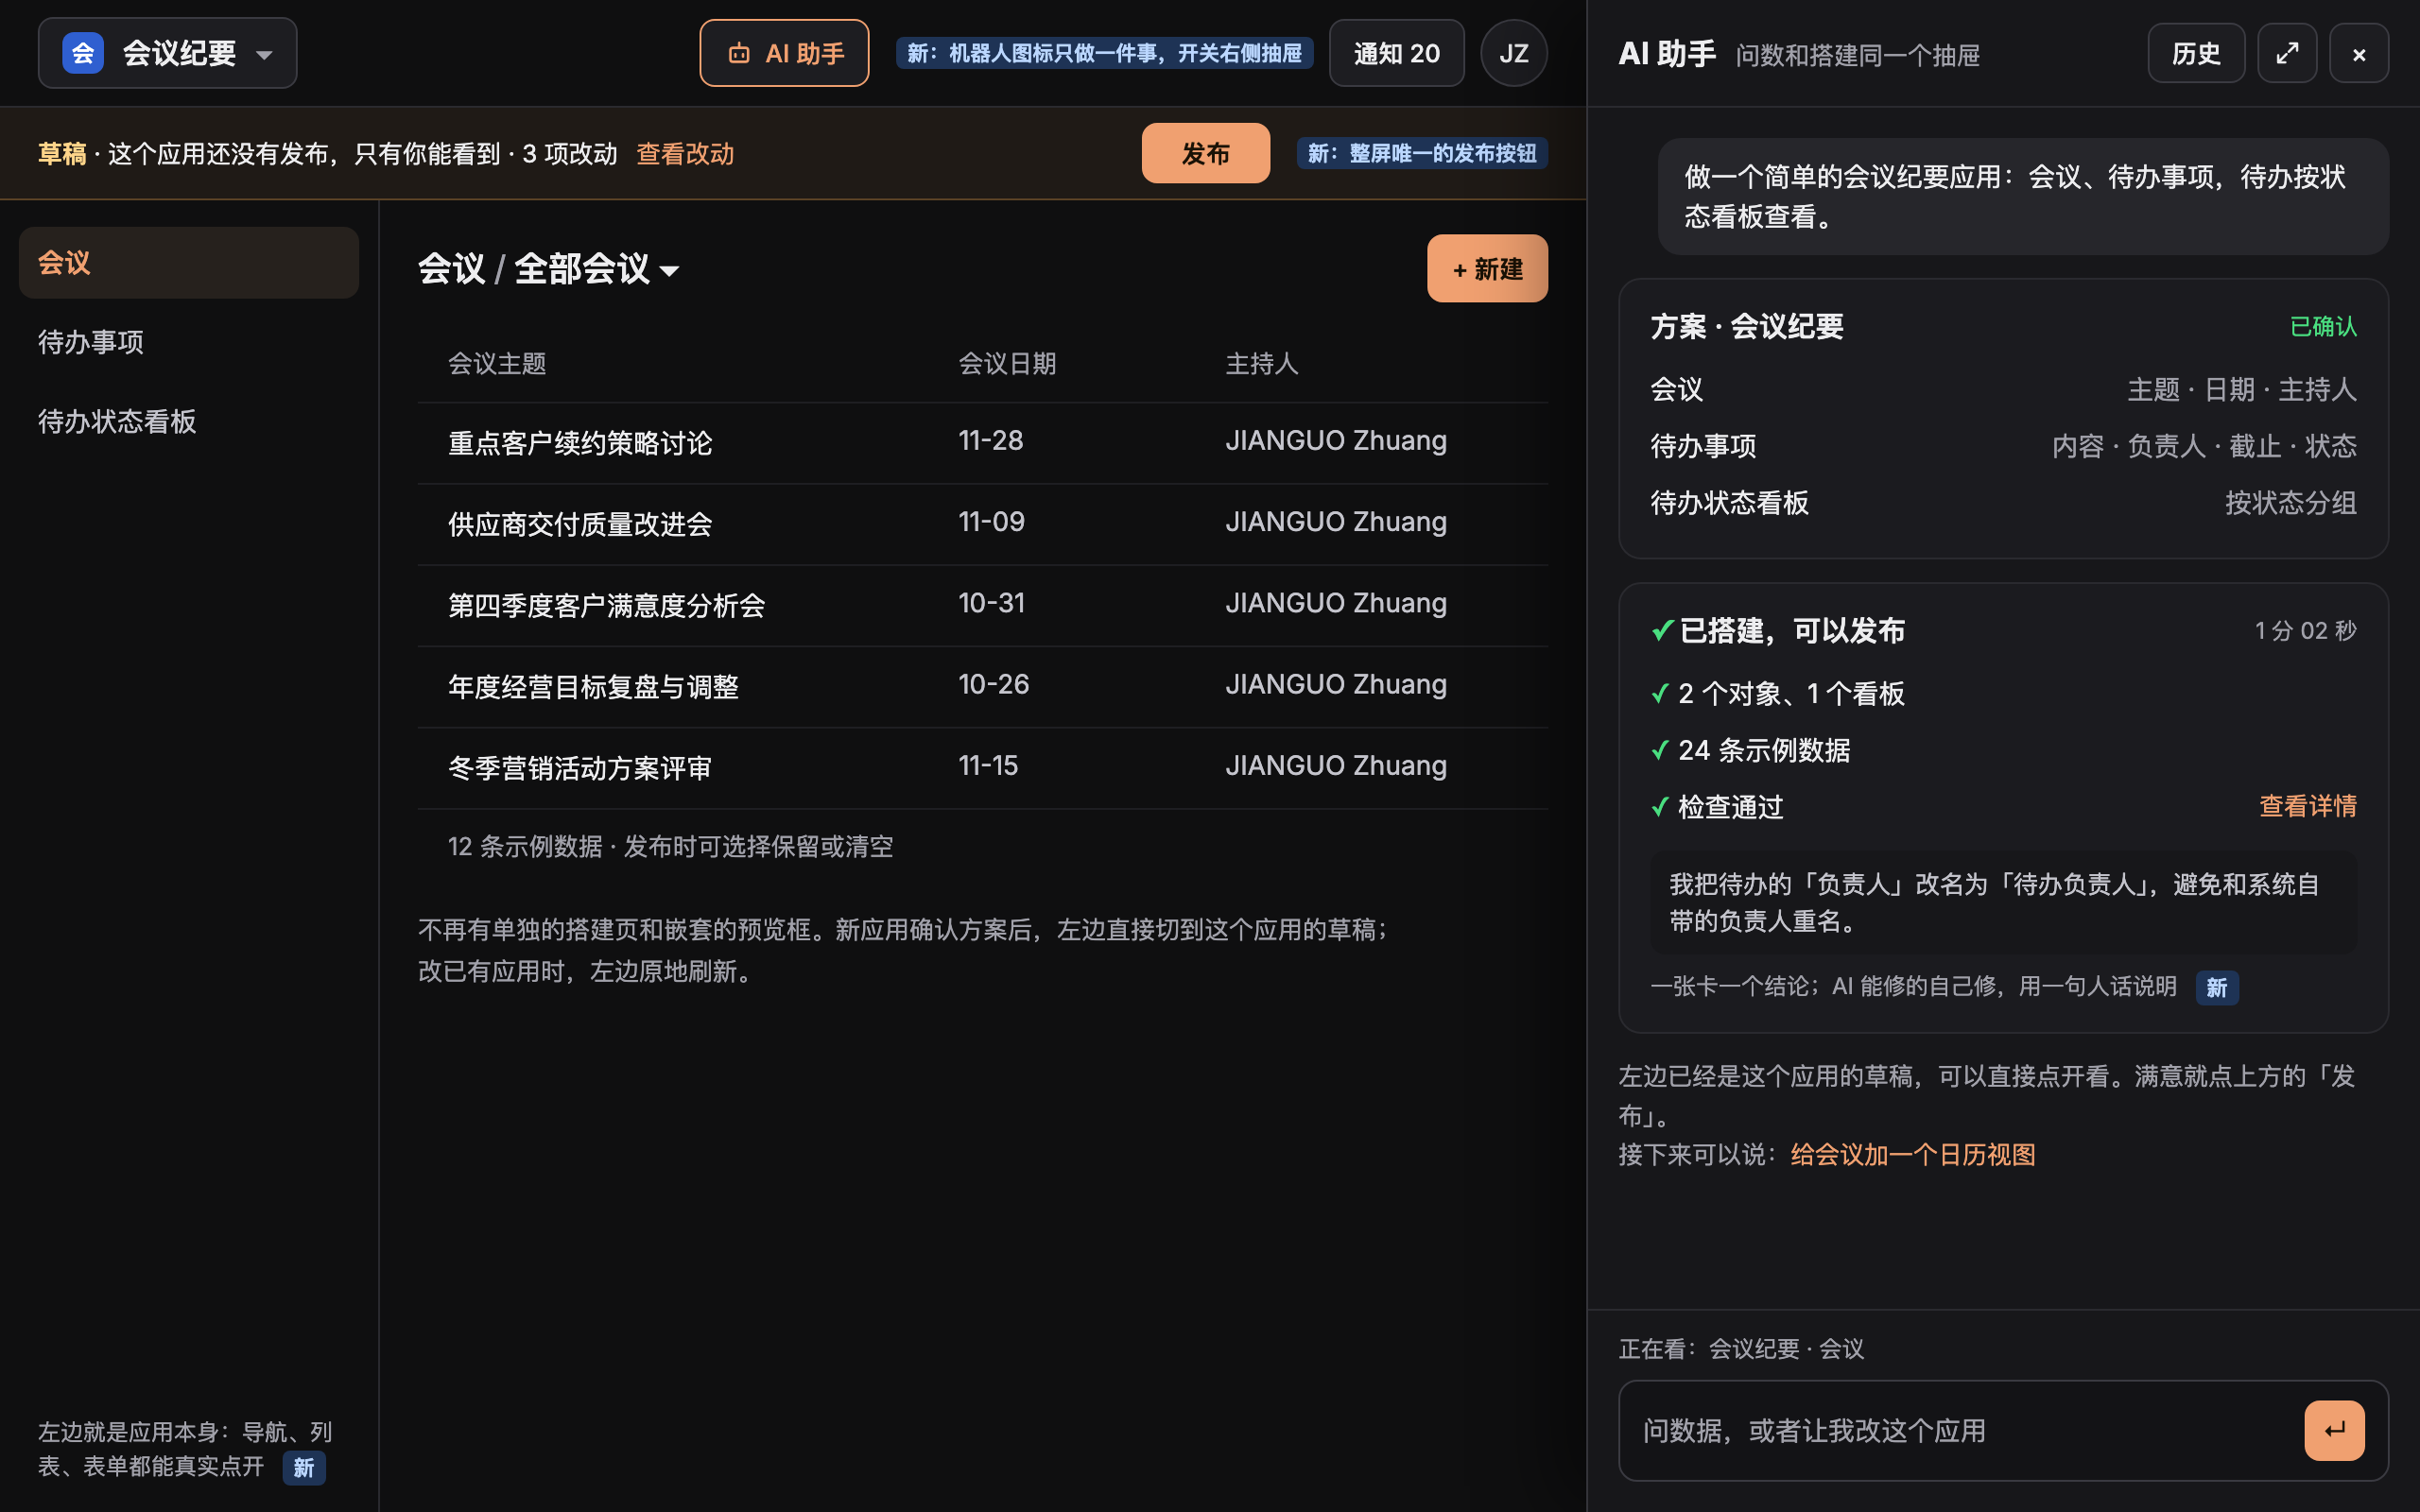 会 会议纪要
AI 助手
新：机器人图标只做一件事，开关右侧抽屉
通知 20
JZ
草稿 · 这个应用还没有发布，只有你能看到 · 3 项改动 查看改动
发布
新：整屏唯一的发布按钮
会议
待办事项
待办状态看板
左边就是应用本身：导航、列
表、表单都能真实点开 新
会议 / 全部会议
+ 新建
会议主题 会议日期 主持人
重点客户续约策略讨论 11-28 JIANGUO Zhuang
供应商交付质量改进会 11-09 JIANGUO Zhuang
第四季度客户满意度分析会 10-31 JIANGUO Zhuang
年度经营目标复盘与调整 10-26 JIANGUO Zhuang
冬季营销活动方案评审 11-15 JIANGUO Zhuang
12 条示例数据 · 发布时可选择保留或清空
不再有单独的搭建页和嵌套的预览框。新应用确认方案后，左边直接切到这个应用的草稿；
改已有应用时，左边原地刷新。
AI 助手 问数和搭建同一个抽屉
历史
做一个简单的会议纪要应用：会议、待办事项，待办按状
态看板查看。
方案 · 会议纪要 已确认
会议 主题 · 日期 · 主持人
待办事项 内容 · 负责人 · 截止 · 状态
待办状态看板 按状态分组
✓ 已搭建，可以发布 1 分 02 秒
✓ 2 个对象、1 个看板
✓ 24 条示例数据
✓ 检查通过 查看详情
我把待办的「负责人」改名为「待办负责人」，避免和系统自
带的负责人重名。
一张卡一个结论；AI 能修的自己修，用一句人话说明 新
左边已经是这个应用的草稿，可以直接点开看。满意就点上方的「发
布」。
接下来可以说：给会议加一个日历视图
正在看：会议纪要 · 会议
问数据，或者让我改这个应用